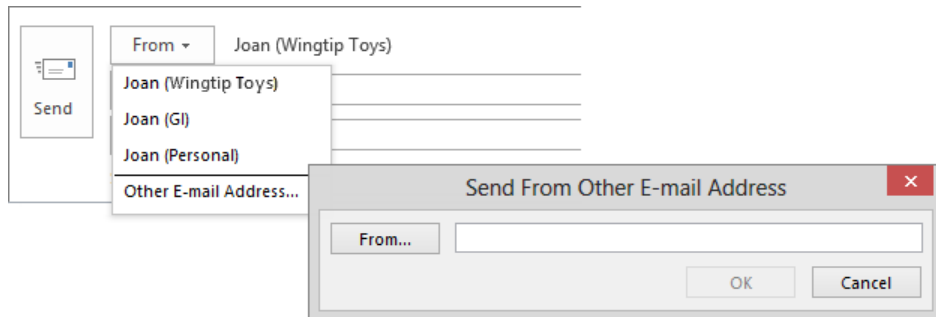 From Joan (Wingtip Toys)
Send
Joan (Wingtip Toys)
Joan (GI)
Joan (Personal)
Other E-mail Address...
Send From Other E-mail Address
From...
OK Cancel